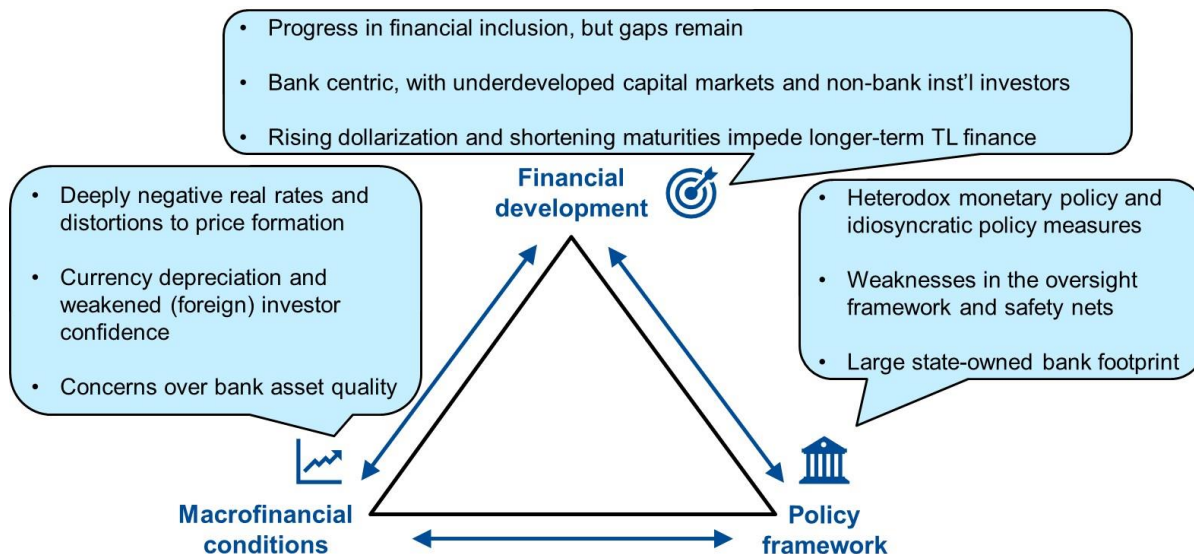 • Progress in financial inclusion, but gaps remain
• Bank centric, with underdeveloped capital markets and non-bank inst’l investors
• Rising dollarization and shortening maturities impede longer-term TL finance
Financial
development
• Deeply negative real rates and
distortions to price formation
• Currency depreciation and
weakened (foreign) investor
confidence
• Concerns over bank asset quality
• Heterodox monetary policy and
idiosyncratic policy measures
• Weaknesses in the oversight
framework and safety nets
• Large state-owned bank footprint
Macrofinancial
conditions
Policy
framework